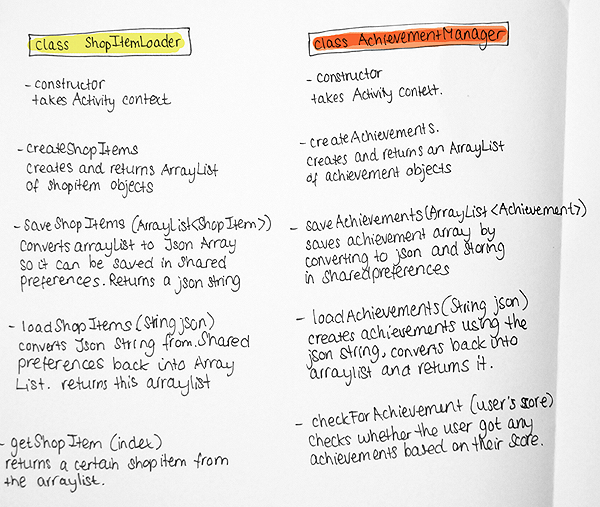 class ShopItemLoader
- constructor
takes Activity context
- createShopItems
creates and returns ArrayList
of shopitem objects
- saveShopItems (ArrayList<ShopItem>)
converts arrayList to Json Array
so it can be saved in shared
preferences. Returns a json string
- loadShopItems (String json)
converts Json String from Shared
preferences back into Array
List. returns this arraylist
- getShopItem (index)
returns a certain shopitem from
the arraylist.
class AchievementManager
- constructor
takes Activity context.
- createAchievements.
creates and returns an ArrayList
of achievement objects
- saveAchievements (ArrayList <Achievement>)
saves achievement array by
converting to json and storing
in sharedpreferences
- loadAchievements (String json)
creates achievements using the
json string, converts back into
arraylist and returns it.
- checkForAchievement (user's score)
checks whether the user got any
achievements based on their score.